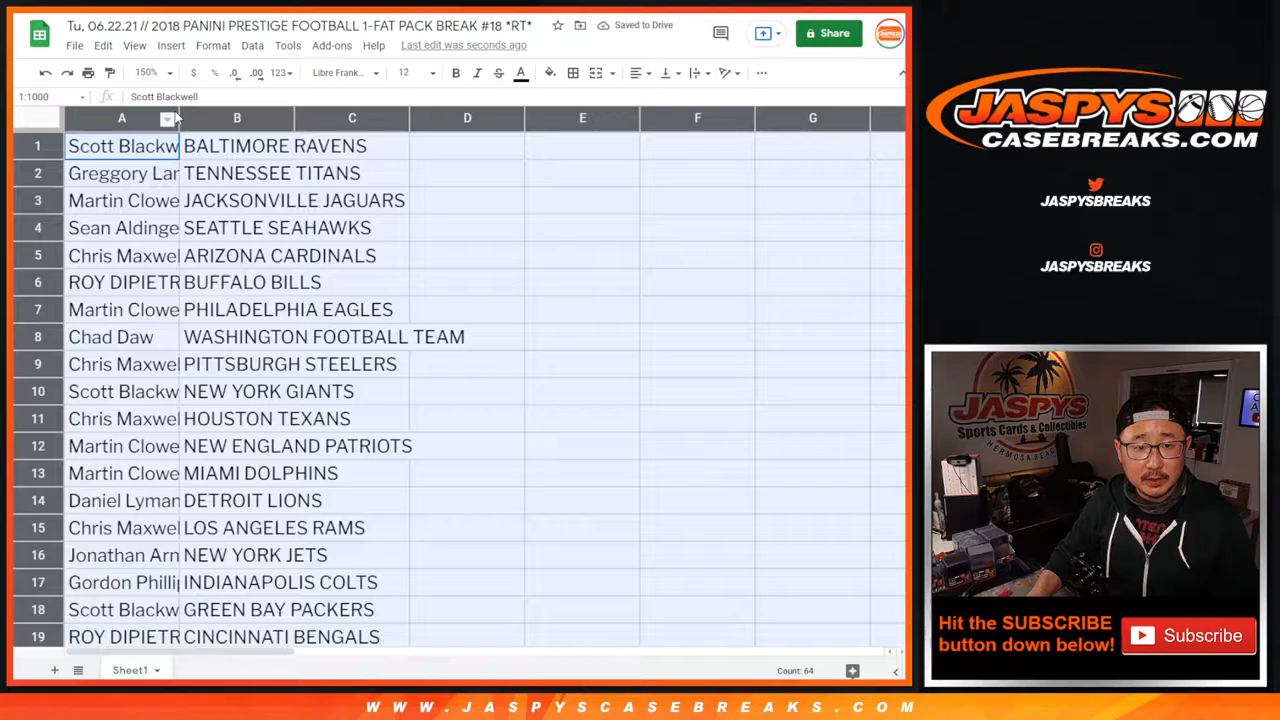 Tu, 06.22.21 // 2018 PANINI PRESTIGE FOOTBALL 1-FAT PACK BREAK #18 *RT*
Saved to Drive
Share
JASPYS
File Edit View Insert Format Data Tools Add-ons Help Last edit was seconds ago
150% $ % .0 .00 123 Libre Frank... 12 B I S A
1:1000 fx Scott Blackwell
A B C D E F G
1 Scott Blackw BALTIMORE RAVENS
2 Greggory Lar TENNESSEE TITANS
3 Martin Clowe JACKSONVILLE JAGUARS
4 Sean Aldinge SEATTLE SEAHAWKS
5 Chris Maxwel ARIZONA CARDINALS
6 ROY DIPIETR BUFFALO BILLS
7 Martin Clowe PHILADELPHIA EAGLES
8 Chad Daw WASHINGTON FOOTBALL TEAM
9 Chris Maxwel PITTSBURGH STEELERS
10 Scott Blackw NEW YORK GIANTS
11 Chris Maxwel HOUSTON TEXANS
12 Martin Clowe NEW ENGLAND PATRIOTS
13 Martin Clowe MIAMI DOLPHINS
14 Daniel Lyman DETROIT LIONS
15 Chris Maxwel LOS ANGELES RAMS
16 Jonathan Arn NEW YORK JETS
17 Gordon Phillip INDIANAPOLIS COLTS
18 Scott Blackw GREEN BAY PACKERS
19 ROY DIPIETR CINCINNATI BENGALS
Sheet1
Count: 64
JASPYS
CASEBREAKS.COM
JASPYSBREAKS
JASPYSBREAKS
JASPYS
Sports Cards & Collectibles
HERMOSA BEACH
Hit the SUBSCRIBE
button down below!
Subscribe
WWW.JASPYSCASEBREAKS.COM